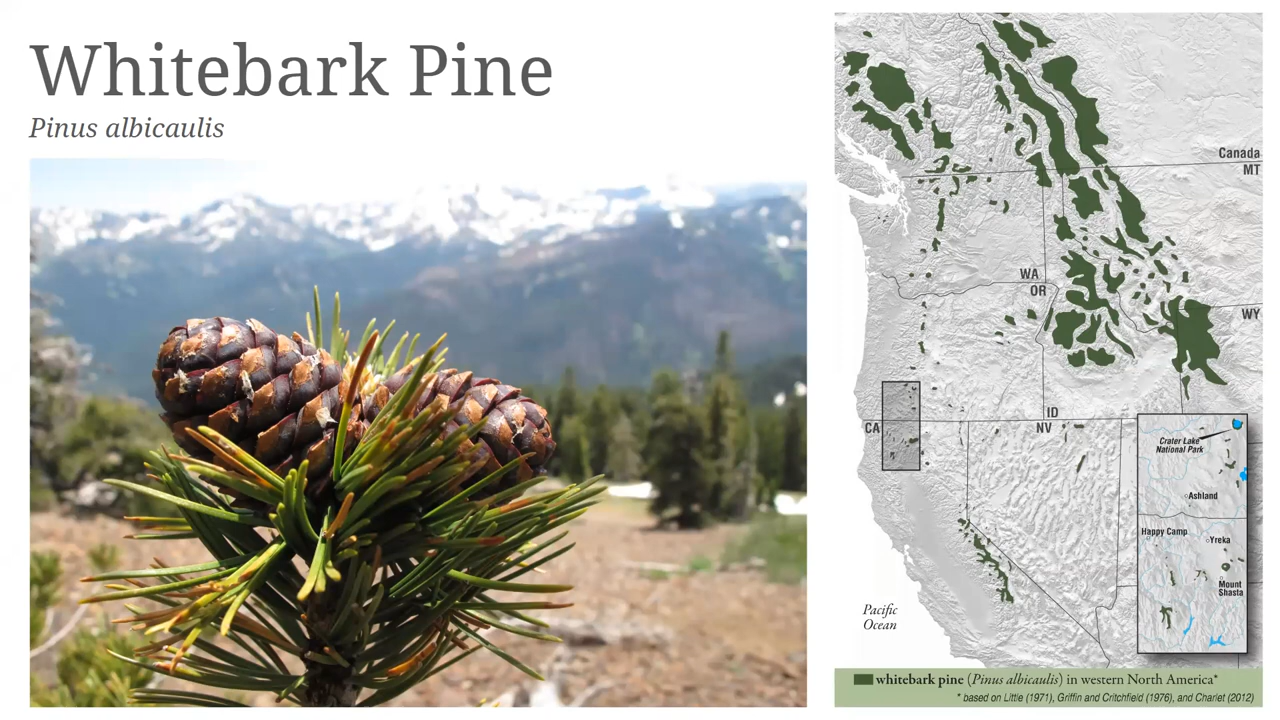 Whitebark Pine
Pinus albicaulis
Canada
MT
WA
OR
WY
ID
CA
NV
Crater Lake
National Park
Ashland
Happy Camp
Yreka
Mount
Shasta
Pacific
Ocean
whitebark pine (Pinus albicaulis) in western North America*
* based on Little (1971), Griffin and Critchfield (1976), and Charlet (2012)